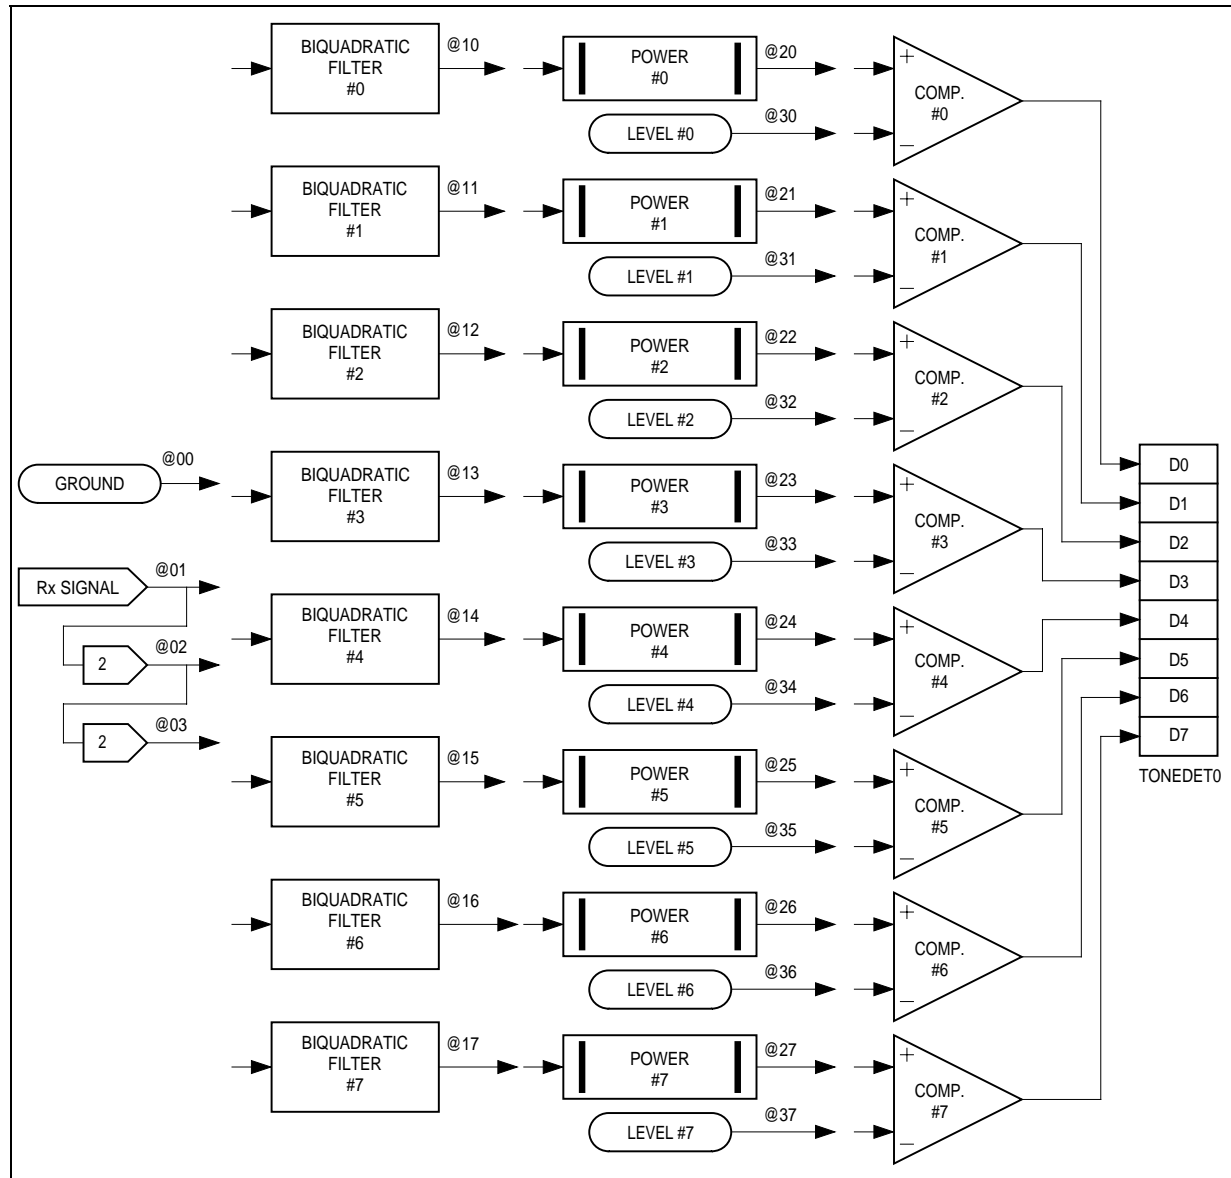 BIQUADRATIC
FILTER
#0
@10
POWER
#0
@20
LEVEL #0
@30
+
−
COMP.
#0
BIQUADRATIC
FILTER
#1
@11
POWER
#1
@21
LEVEL #1
@31
+
−
COMP.
#1
BIQUADRATIC
FILTER
#2
@12
POWER
#2
@22
LEVEL #2
@32
+
−
COMP.
#2
GROUND
@00
BIQUADRATIC
FILTER
#3
@13
POWER
#3
@23
LEVEL #3
@33
+
−
COMP.
#3
Rx SIGNAL
@01
2
@02
2
@03
BIQUADRATIC
FILTER
#4
@14
POWER
#4
@24
LEVEL #4
@34
+
−
COMP.
#4
BIQUADRATIC
FILTER
#5
@15
POWER
#5
@25
LEVEL #5
@35
+
−
COMP.
#5
BIQUADRATIC
FILTER
#6
@16
POWER
#6
@26
LEVEL #6
@36
+
−
COMP.
#6
BIQUADRATIC
FILTER
#7
@17
POWER
#7
@27
LEVEL #7
@37
+
−
COMP.
#7
D0
D1
D2
D3
D4
D5
D6
D7
TONEDET0